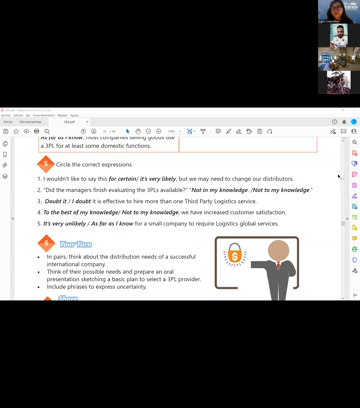 As far as I know, most companies selling goods use
a 3PL for at least some domestic functions.
5 Circle the correct expressions.
1. I wouldn't like to say this for certain/ it's very likely, but we may need to change our distributors.
2. "Did the managers finish evaluating the 3PLs available?" "Not in my knowledge. /Not to my knowledge."
3. Doubt it / I doubt it is effective to hire more than one Third Party Logistics service.
4. To the best of my knowledge/ Not to my knowledge, we have increased customer satisfaction.
5. It's very unlikely / As far as I know for a small company to require Logistics global services.
6 Your Turn
• In pairs, think about the distribution needs of a successful
international company.
• Think of their possible needs and prepare an oral
presentation sketching a basic plan to select a 3PL provider.
• Include phrases to express uncertainty.
$
Share